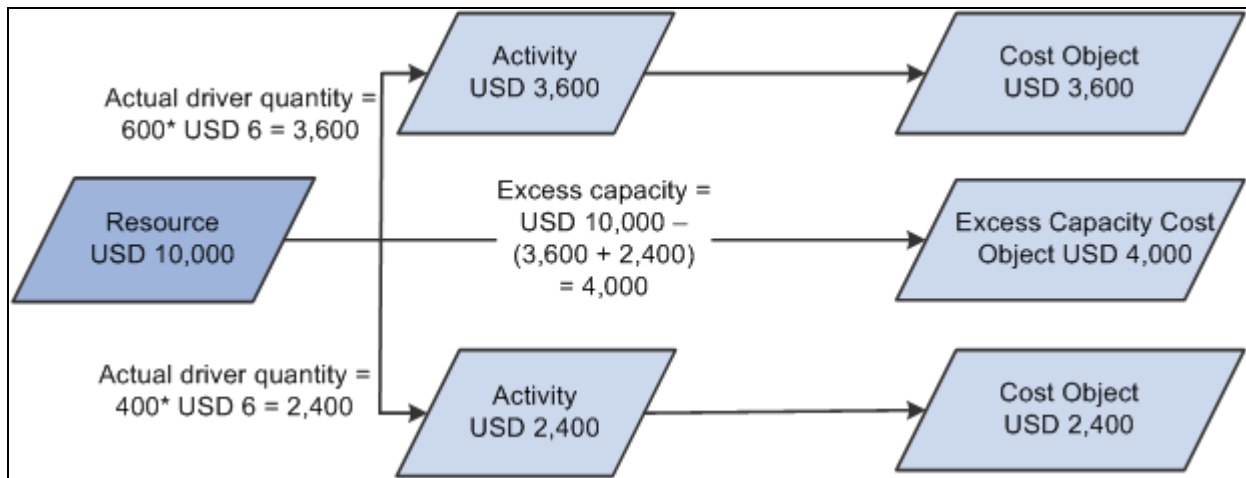 Activity
USD 3,600
Cost Object
USD 3,600
Actual driver quantity =
600* USD 6 = 3,600
Resource
USD 10,000
Excess capacity =
USD 10,000 –
(3,600 + 2,400)
= 4,000
Excess Capacity Cost
Object USD 4,000
Actual driver quantity =
400* USD 6 = 2,400
Activity
USD 2,400
Cost Object
USD 2,400